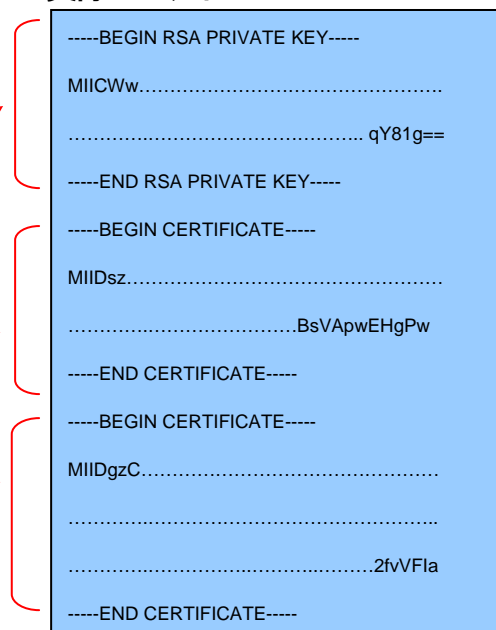 -----BEGIN RSA PRIVATE KEY-----
MIICWw………………………………………….
…………..…………………………….. qY81g==
-----END RSA PRIVATE KEY-----
-----BEGIN CERTIFICATE-----
MIIDsz……………………………………………
…………..……………………BsVApwEHgPw
-----END CERTIFICATE-----
-----BEGIN CERTIFICATE-----
MIIDgzC…………………………………………
…………..………………………………………..
…………..……………..………..………2fvVFIa
-----END CERTIFICATE-----